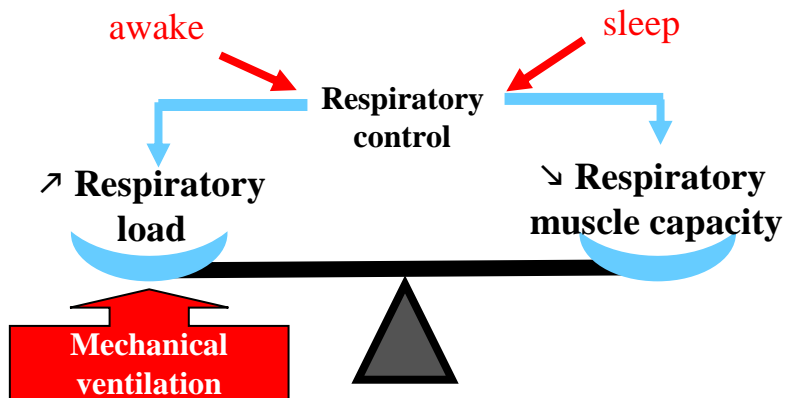 awake
sleep
Respiratory
control
↗ Respiratory
load
↘ Respiratory
muscle capacity
Mechanical
ventilation